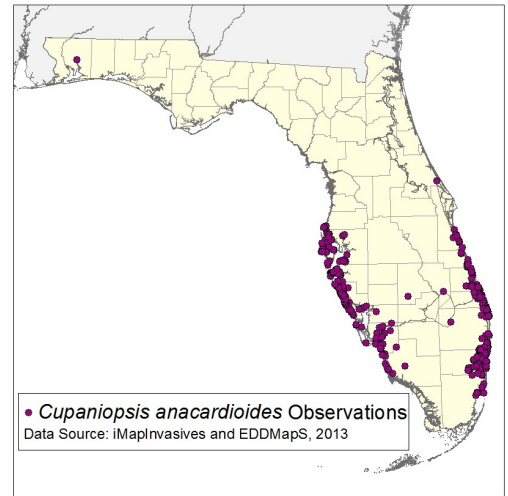 Cupaniopsis anacardioides Observations
Data Source: iMapInvasives and EDDMapS, 2013